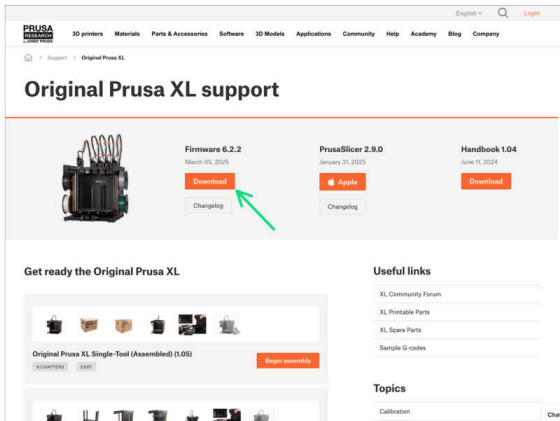 English
Login
PRUSA
RESEARCH
by JOSEF PRUSA
3D printers Materials Parts & Accessories Software 3D Models Applications Community Help Academy Blog Company
Support > Original Prusa XL
Original Prusa XL support
Firmware 6.2.2
March 05, 2025
Download
Changelog
PrusaSlicer 2.9.0
January 31, 2025
Apple
Changelog
Handbook 1.04
June 11, 2024
Download
Get ready the Original Prusa XL
Original Prusa XL Single-Tool (Assembled) (1.05)
6 CHAPTERS EASY
Begin assembly
Useful links
XL Community Forum
XL Printable Parts
XL Spare Parts
Sample G-codes
Topics
Calibration
Chat